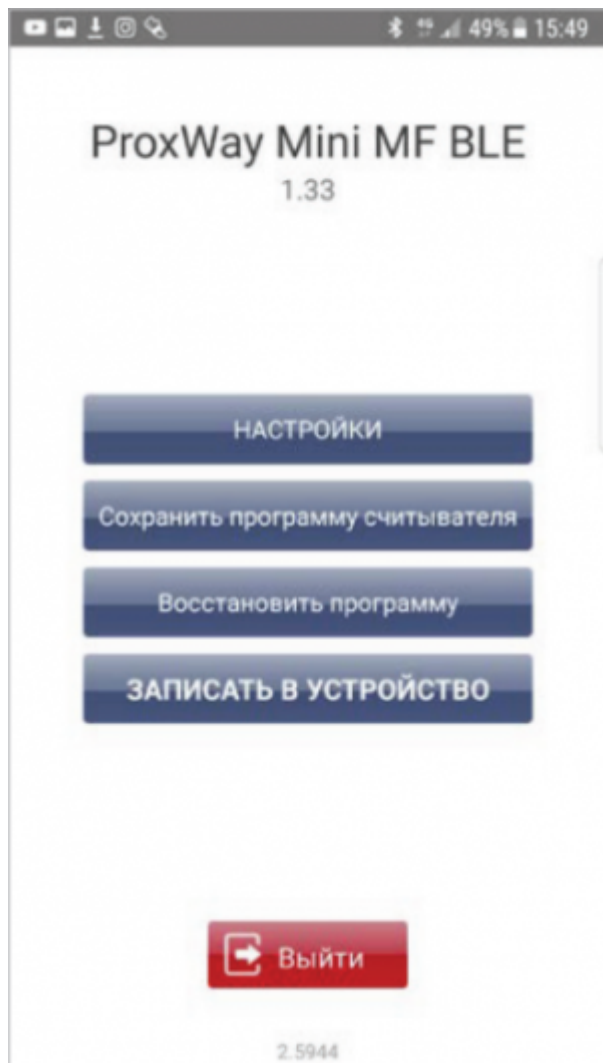 49% 15:49
ProxWay Mini MF BLE
1.33
НАСТРОЙКИ
Сохранить программу считывателя
Восстановить программу
ЗАПИСАТЬ В УСТРОЙСТВО
Выйти
2.5944